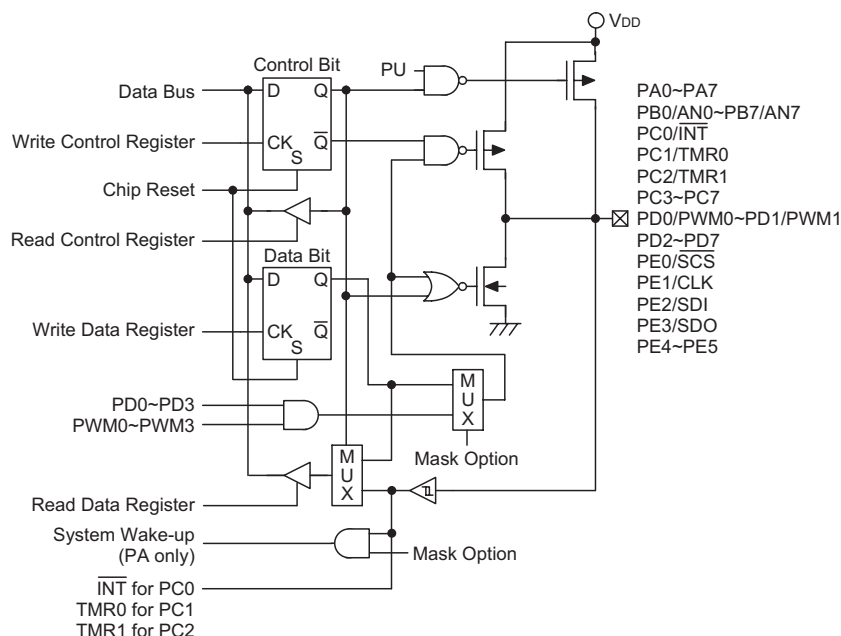 VDD
Control Bit
PU
Data Bus
D Q
Write Control Register
CK Q̅
S
Chip Reset
Read Control Register
Data Bit
D Q
Write Data Register
CK Q̅
S
M
U
X
PD0~PD3
PWM0~PWM3
Mask Option
M
U
X
Read Data Register
System Wake-up
(PA only)
Mask Option
I̅N̅T̅ for PC0
TMR0 for PC1
TMR1 for PC2
PA0~PA7
PB0/AN0~PB7/AN7
PC0/I̅N̅T̅
PC1/TMR0
PC2/TMR1
PC3~PC7
PD0/PWM0~PD1/PWM1
PD2~PD7
PE0/S̅C̅S̅
PE1/CLK
PE2/SDI
PE3/SDO
PE4~PE5